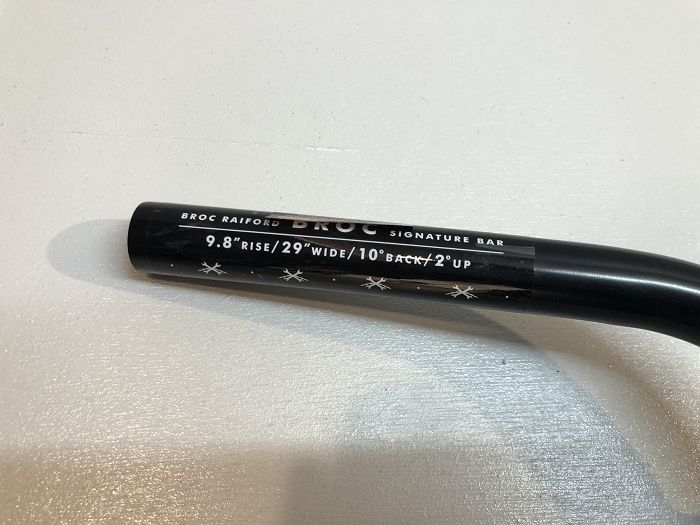 BROC RAIFORD BROC SIGNATURE BAR
9.8" RISE/29" WIDE/10° BACK/2° UP